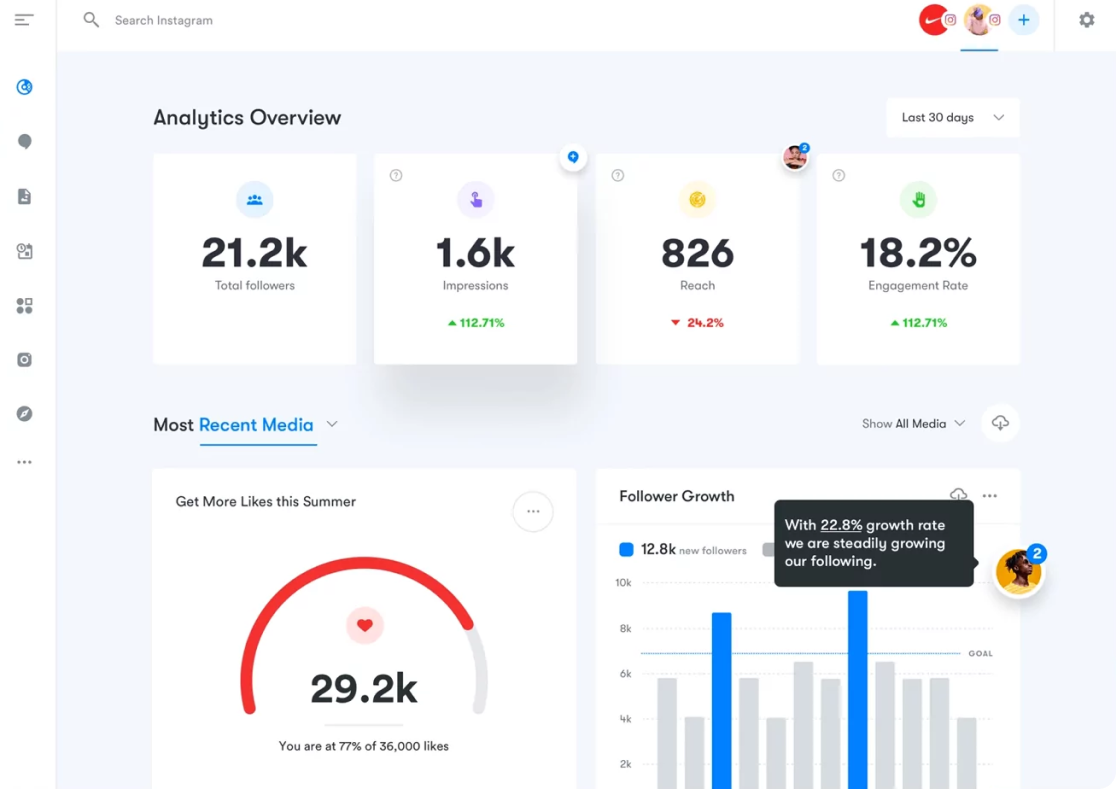 Search Instagram
Analytics Overview
Last 30 days
21.2k
Total followers
1.6k
Impressions
112.71%
2
826
Reach
24.2%
18.2%
Engagement Rate
112.71%
Most Recent Media
Show All Media
Get More Likes this Summer
29.2k
You are at 77% of 36,000 likes
Follower Growth
With 22.8% growth rate
we are steadily growing
our following.
2
12.8k new followers
10k
8k
GOAL
6k
4k
2k